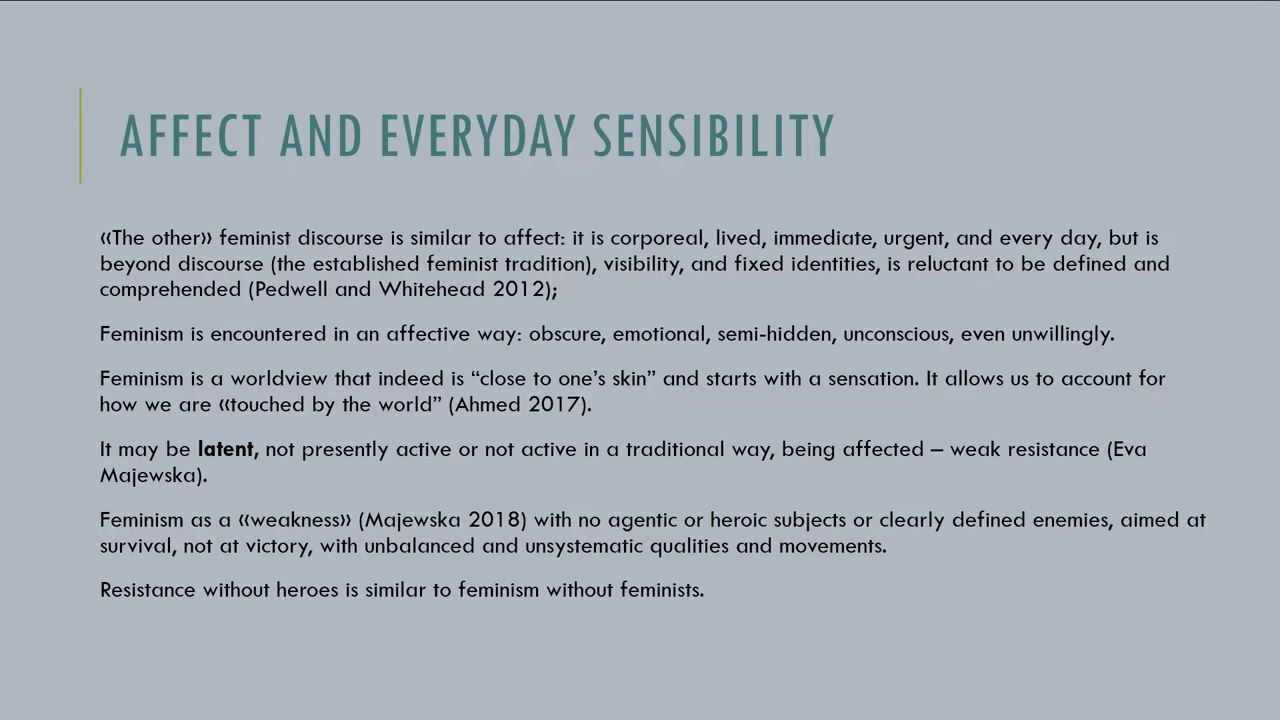 AFFECT AND EVERYDAY SENSIBILITY
«The other» feminist discourse is similar to affect: it is corporeal, lived, immediate, urgent, and every day, but is
beyond discourse (the established feminist tradition), visibility, and fixed identities, is reluctant to be defined and
comprehended (Pedwell and Whitehead 2012);
Feminism is encountered in an affective way: obscure, emotional, semi-hidden, unconscious, even unwillingly.
Feminism is a worldview that indeed is “close to one’s skin” and starts with a sensation. It allows us to account for
how we are «touched by the world” (Ahmed 2017).
It may be latent, not presently active or not active in a traditional way, being affected – weak resistance (Eva
Majewska).
Feminism as a «weakness» (Majewska 2018) with no agentic or heroic subjects or clearly defined enemies, aimed at
survival, not at victory, with unbalanced and unsystematic qualities and movements.
Resistance without heroes is similar to feminism without feminists.